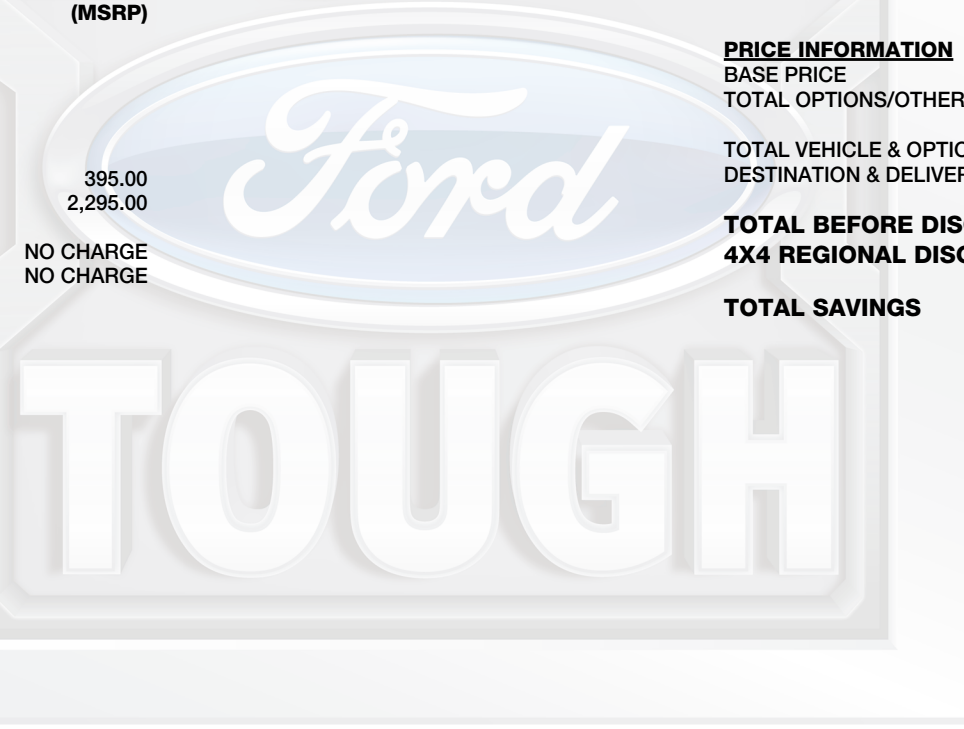 (MSRP)
395.00
2,295.00
NO CHARGE
NO CHARGE
Ford
TOUGH
PRICE INFORMATION
BASE PRICE
TOTAL OPTIONS/OTHER
TOTAL VEHICLE & OPTIO
DESTINATION & DELIVER
TOTAL BEFORE DISC
4X4 REGIONAL DISC
TOTAL SAVINGS